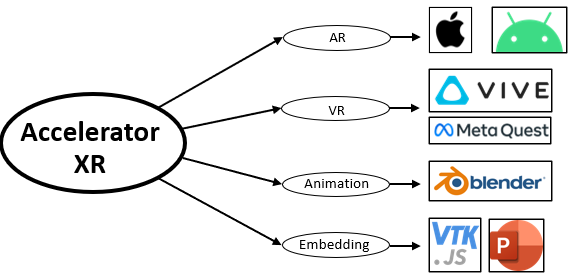 Accelerator
XR
AR
VR
VIVE
Meta Quest
Animation
blender
Embedding
VTK
.JS
P